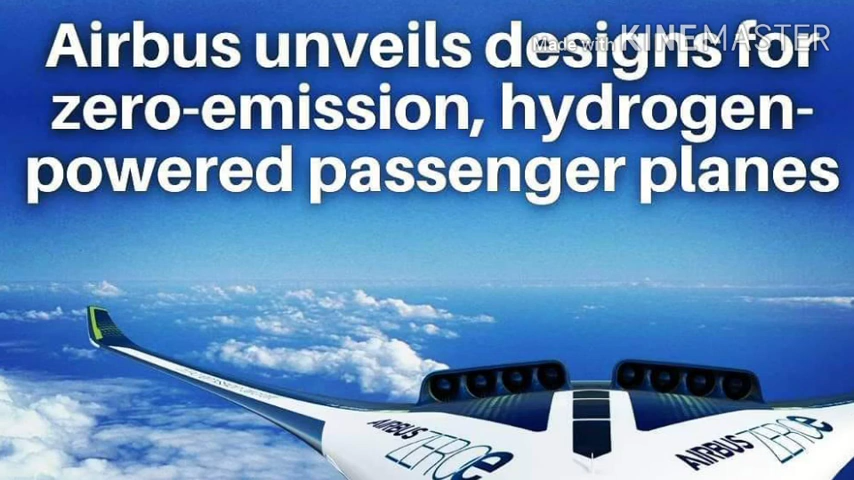 Airbus unveils designs for
Made with KINEMASTER
zero-emission, hydrogen-
powered passenger planes
AIRBUS ZEROe
AIRBUS ZEROe